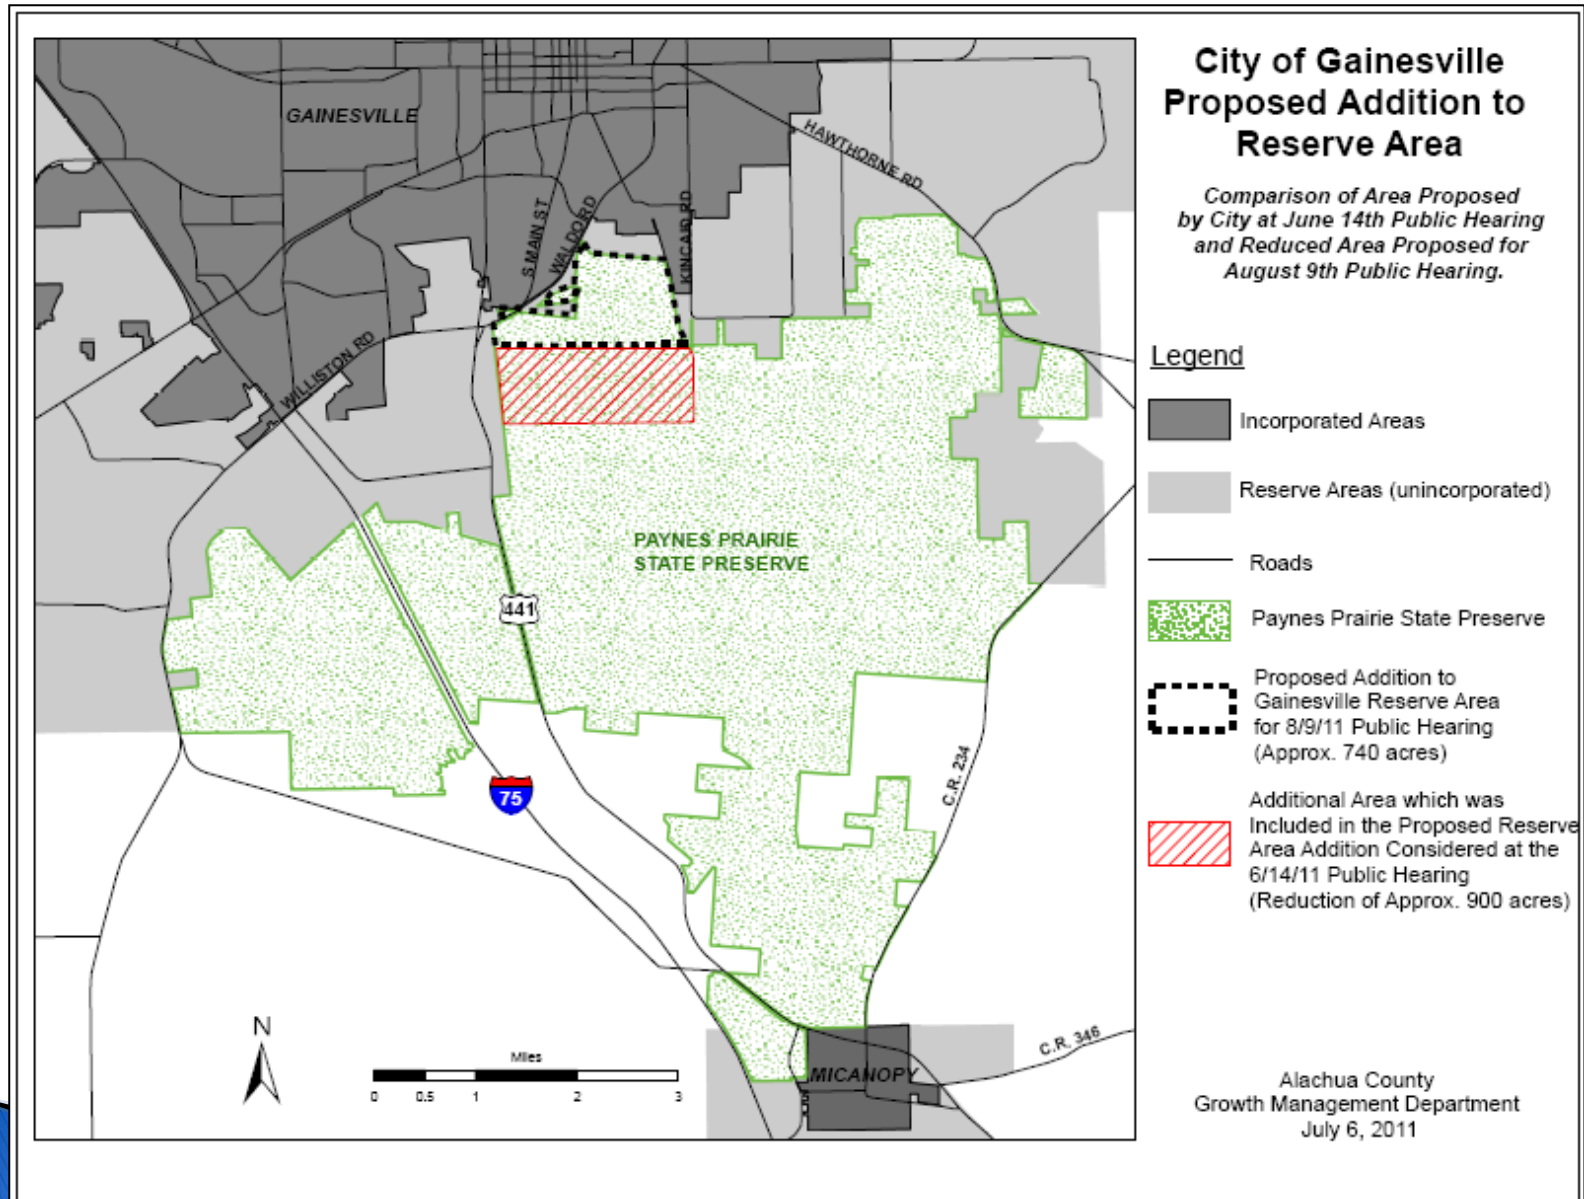 City of Gainesville
Proposed Addition to
Reserve Area
Comparison of Area Proposed
by City at June 14th Public Hearing
and Reduced Area Proposed for
August 9th Public Hearing.
GAINESVILLE
HAWTHORNE RD
S MAIN ST
WALDO RD
KINCAID RD
WILLISTON RD
PAYNES PRAIRIE
STATE PRESERVE
441
75
C.R. 234
C.R. 346
MICANOPY
N
Miles
0 0.5 1 2 3
Legend
Incorporated Areas
Reserve Areas (unincorporated)
Roads
Paynes Prairie State Preserve
Proposed Addition to
Gainesville Reserve Area
for 8/9/11 Public Hearing
(Approx. 740 acres)
Additional Area which was
Included in the Proposed Reserve
Area Addition Considered at the
6/14/11 Public Hearing
(Reduction of Approx. 900 acres)
Alachua County
Growth Management Department
July 6, 2011